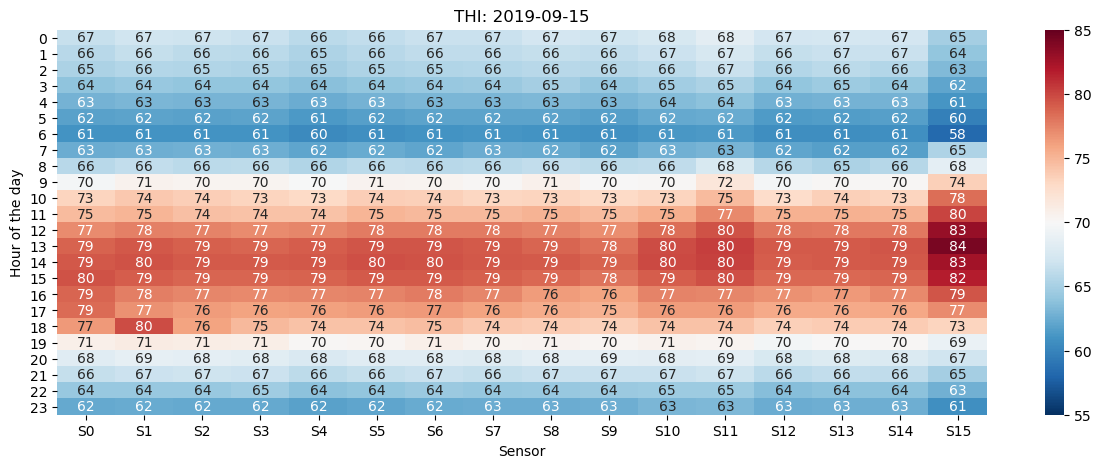 THI: 2019-09-15
Hour of the day
0 67 67 67 67 66 66 67 67 67 67 68 68 67 67 67 65
1 66 66 66 66 65 66 66 66 66 66 67 67 66 67 67 64
2 65 66 65 65 65 65 65 66 66 66 66 67 66 66 66 63
3 64 64 64 64 64 64 64 64 65 64 65 65 64 65 64 62
4 63 63 63 63 63 63 63 63 63 63 64 64 63 63 63 61
5 62 62 62 62 61 62 62 62 62 62 62 62 62 62 62 60
6 61 61 61 61 60 61 61 61 61 61 61 61 61 61 61 58
7 63 63 63 63 62 62 62 63 62 62 63 63 62 62 62 65
8 66 66 66 66 66 66 66 66 66 66 66 68 66 65 66 68
9 70 71 70 70 70 71 70 70 71 70 70 72 70 70 70 74
10 73 74 74 73 73 74 74 73 73 73 73 75 73 74 73 78
11 75 75 74 74 74 75 75 75 75 75 75 77 75 75 75 80
12 77 78 77 77 77 78 78 78 77 77 78 80 78 78 78 83
13 79 79 79 79 79 79 79 79 79 78 80 80 79 79 79 84
14 79 80 79 79 79 80 80 79 79 79 80 80 79 79 79 83
15 80 79 79 79 79 79 79 79 79 78 79 80 79 79 79 82
16 79 78 77 77 77 77 78 77 76 76 77 77 77 77 77 79
17 79 77 76 76 76 76 77 76 76 75 76 76 76 76 76 77
18 77 80 76 75 74 74 75 74 74 74 74 74 74 74 74 73
19 71 71 71 71 70 70 71 70 71 70 71 70 70 70 70 69
20 68 69 68 68 68 68 68 68 68 69 68 69 68 68 68 67
21 66 67 67 67 66 66 67 66 67 67 67 67 66 66 66 65
22 64 64 64 65 64 64 64 64 64 64 65 65 64 64 64 63
23 62 62 62 62 62 62 62 63 63 63 63 63 63 63 63 61
S0 S1 S2 S3 S4 S5 S6 S7 S8 S9 S10 S11 S12 S13 S14 S15
Sensor
85
80
75
70
65
60
55